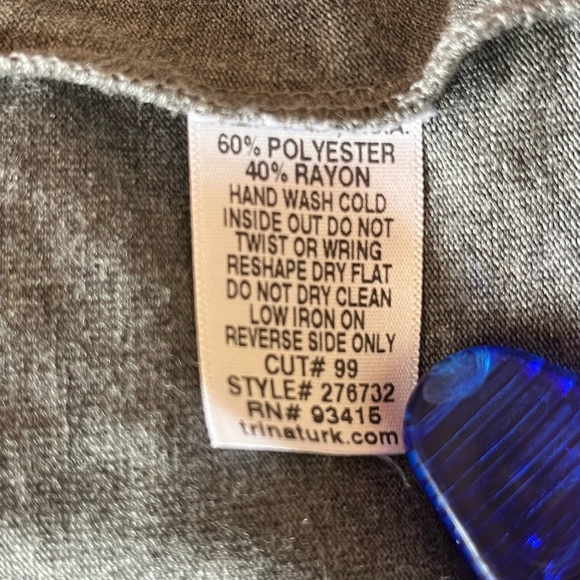 60% POLYESTER
40% RAYON
HAND WASH COLD
INSIDE OUT DO NOT
TWIST OR WRING
RESHAPE DRY FLAT
DO NOT DRY CLEAN
LOW IRON ON
REVERSE SIDE ONLY
CUT# 99
STYLE# 276732
RN# 93415
trinaturk.com